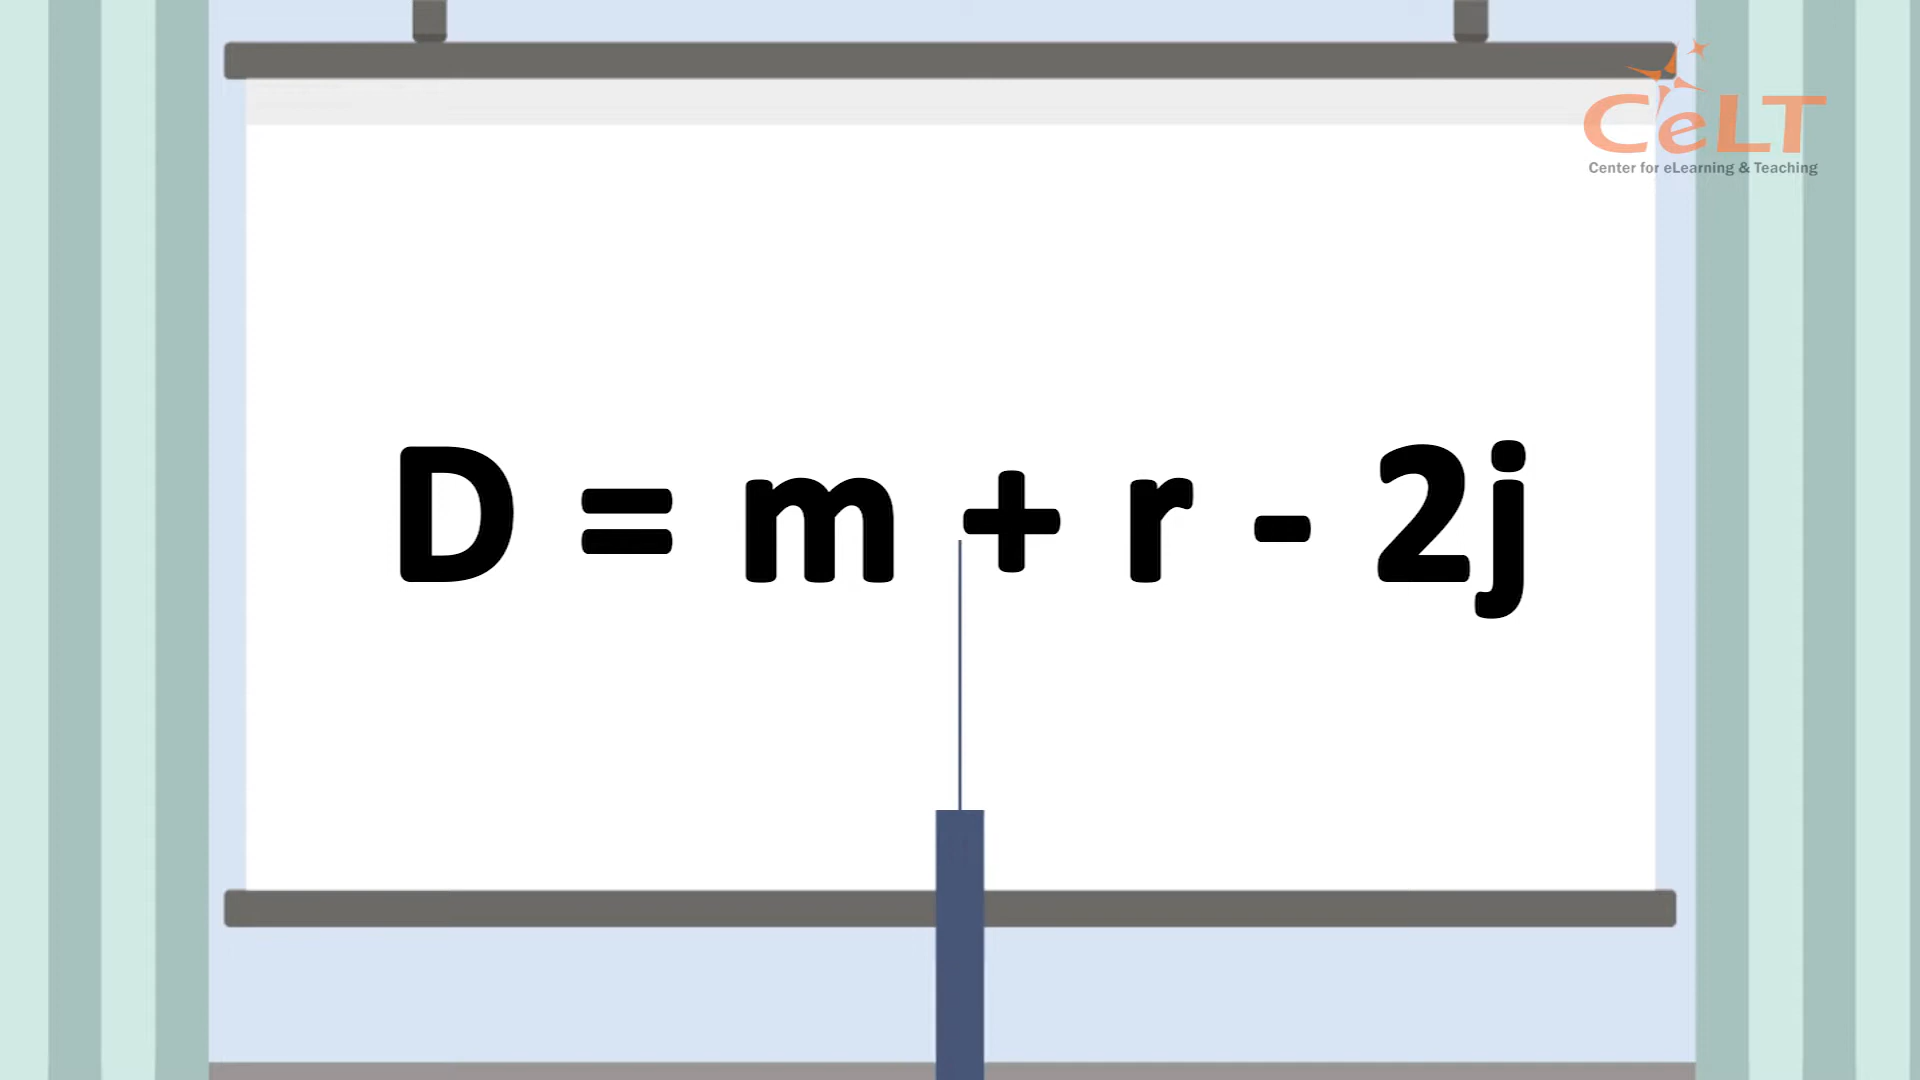 CeLT
Center for eLearning & Teaching
D = m + r - 2j